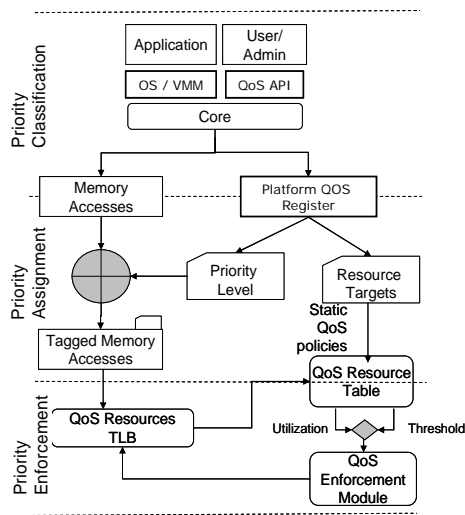 Priority
Classification
Application
User/
Admin
OS / VMM
QoS API
Core
Memory
Accesses
Platform QOS
Register
Priority
Assignment
Priority
Level
Resource
Targets
Static
QoS
policies
Tagged Memory
Accesses
Priority
Enforcement
QoS Resources
TLB
QoS Resource
Table
Utilization
Threshold
QoS
Enforcement
Module